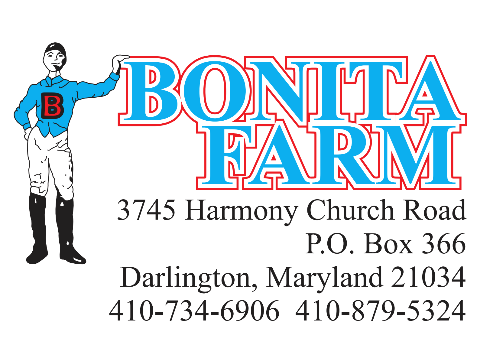 B
BONITA
FARM
3745 Harmony Church Road
P.O. Box 366
Darlington, Maryland 21034
410-734-6906 410-879-5324